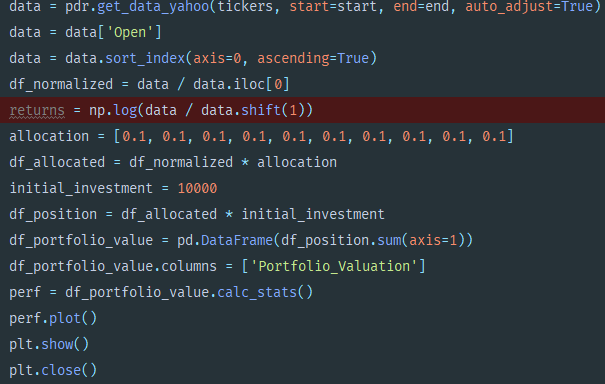 data = pdr.get_data_yahoo(tickers, start=start, end=end, auto_adjust=True)
data = data['Open']
data = data.sort_index(axis=0, ascending=True)
df_normalized = data / data.iloc[0]
returns = np.log(data / data.shift(1))
allocation = [0.1, 0.1, 0.1, 0.1, 0.1, 0.1, 0.1, 0.1, 0.1, 0.1]
df_allocated = df_normalized * allocation
initial_investment = 10000
df_position = df_allocated * initial_investment
df_portfolio_value = pd.DataFrame(df_position.sum(axis=1))
df_portfolio_value.columns = ['Portfolio_Valuation']
perf = df_portfolio_value.calc_stats()
perf.plot()
plt.show()
plt.close()